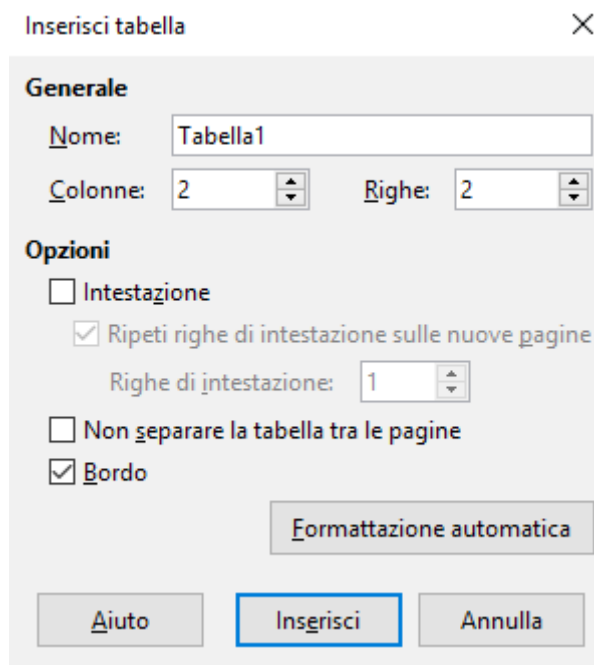 Inserisci tabella
Generale
Nome: Tabella1
Colonne: 2 Righe: 2
Opzioni
Intestazione
Ripeti righe di intestazione sulle nuove pagine
Righe di intestazione: 1
Non separare la tabella tra le pagine
Bordo
Formattazione automatica
Aiuto Inserisci Annulla